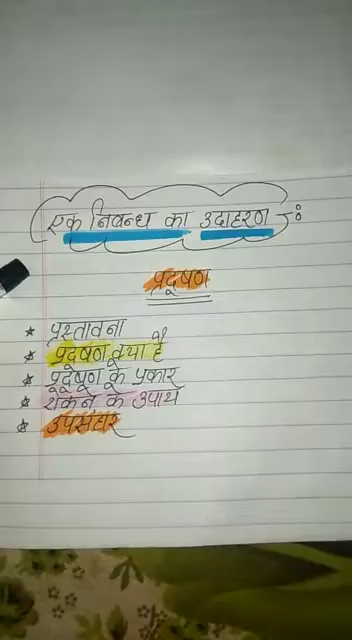 एक निबन्ध का उदाहरण -:
प्रदूषण
* प्रस्तावना
* प्रदूषण क्या है
* प्रदूषण के प्रकार
* रोकने के उपाय
* उपसंहार